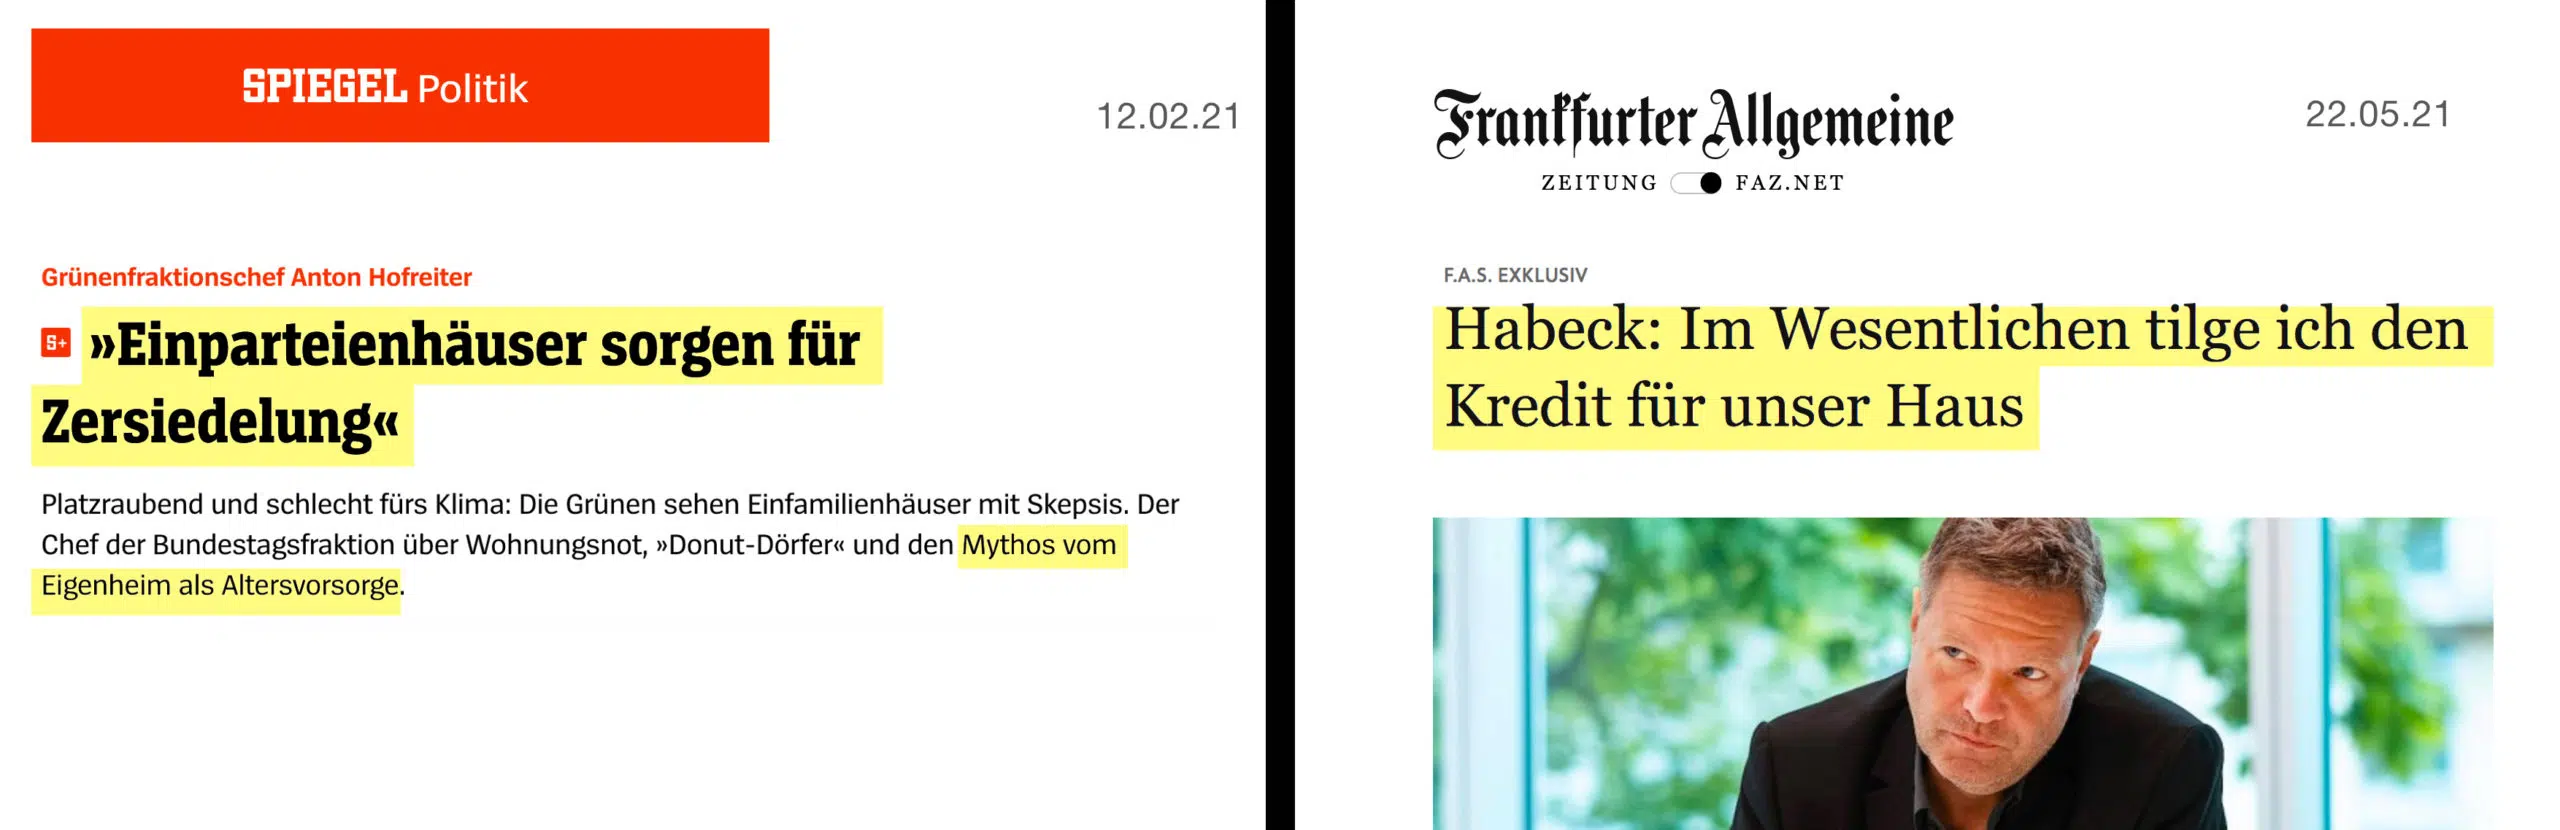 SPIEGEL Politik
12.02.21
Grünenfraktionschef Anton Hofreiter
S+ »Einparteienhäuser sorgen für
Zersiedelung«
Platzraubend und schlecht fürs Klima: Die Grünen sehen Einfamilienhäuser mit Skepsis. Der
Chef der Bundestagsfraktion über Wohnungsnot, »Donut-Dörfer« und den Mythos vom
Eigenheim als Altersvorsorge.
Frankfurter Allgemeine
22.05.21
ZEITUNG FAZ.NET
F.A.S. EXKLUSIV
Habeck: Im Wesentlichen tilge ich den
Kredit für unser Haus